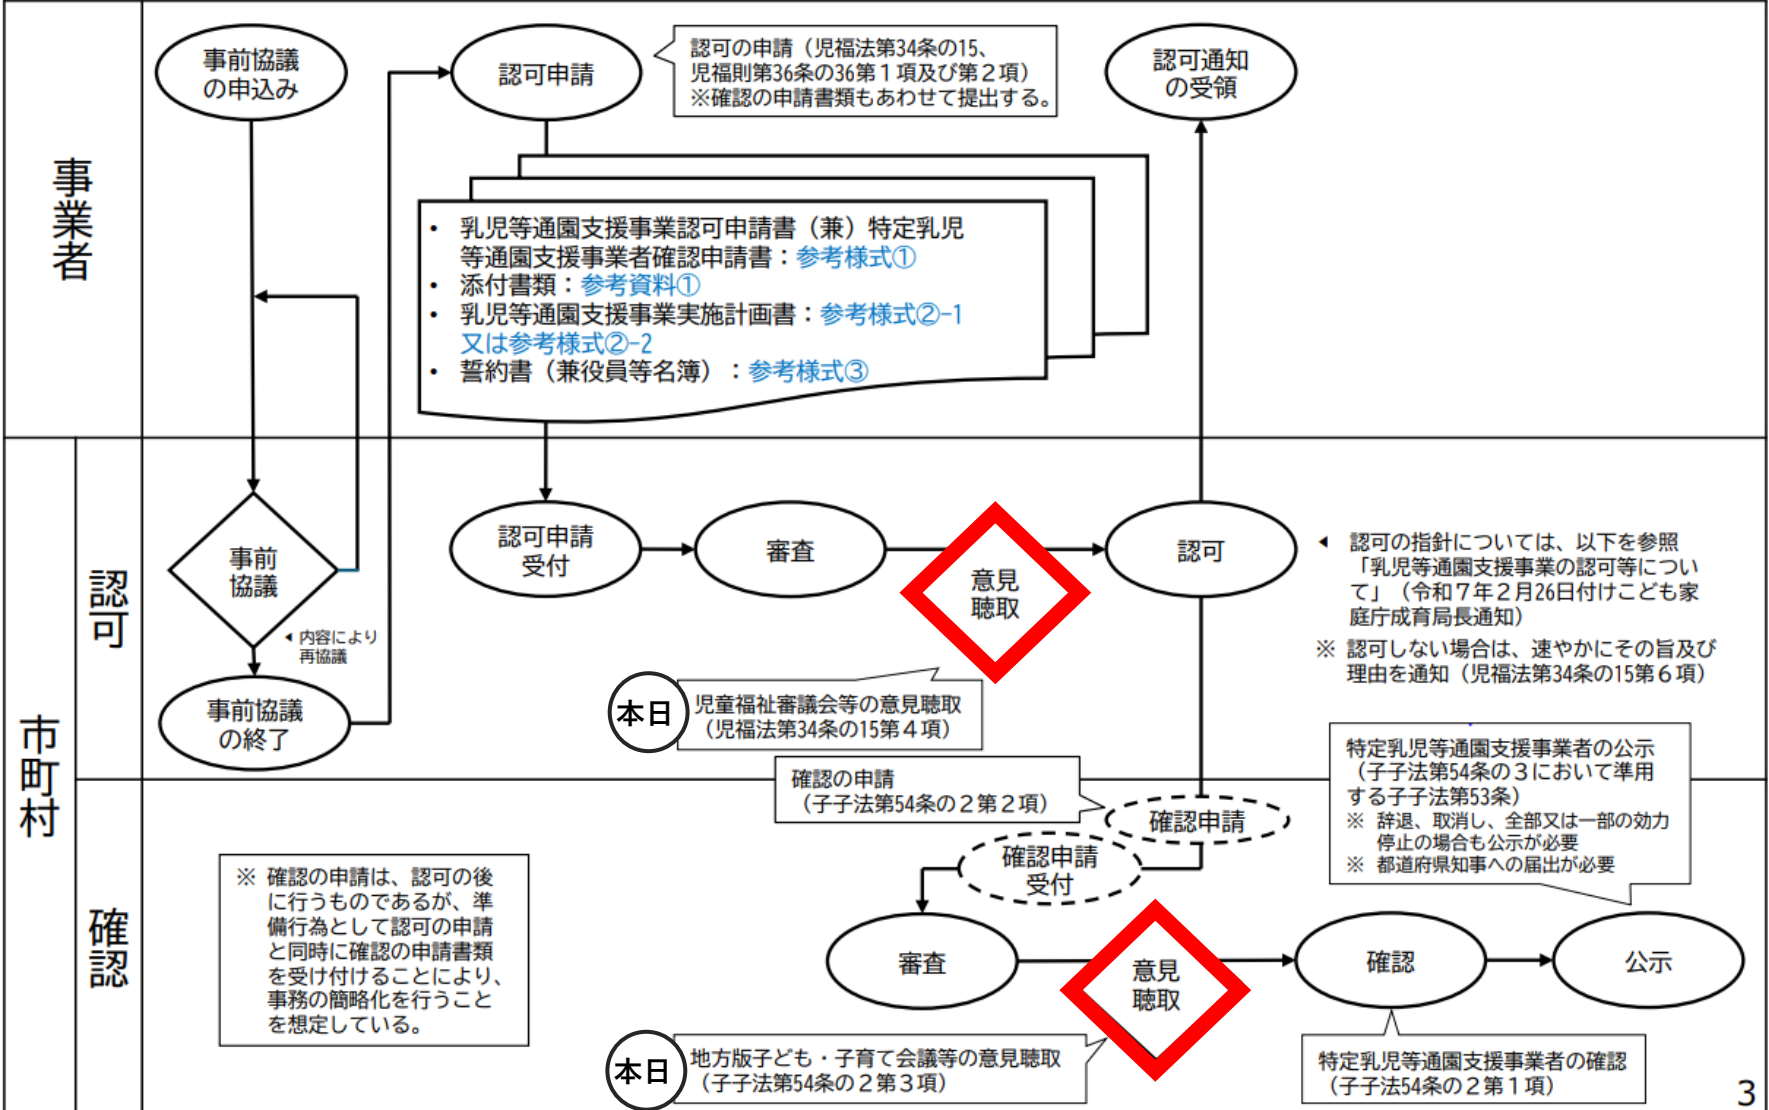 事業者
事前協議
の申込み
認可申請
認可の申請（児福法第34条の15、
児福則第36条の36第１項及び第２項）
※確認の申請書類もあわせて提出する。
認可通知
の受領
・ 乳児等通園支援事業認可申請書（兼）特定乳児
等通園支援事業者確認申請書：参考様式①
・ 添付書類：参考資料①
・ 乳児等通園支援事業実施計画書：参考様式②-1
又は参考様式②-2
・ 誓約書（兼役員等名簿）：参考様式③
市町村
認可
事前
協議
◀ 内容により
再協議
事前協議
の終了
認可申請
受付
審査
意見
聴取
認可
◀ 認可の指針については、以下を参照
「乳児等通園支援事業の認可等につい
て」（令和７年２月26日付けこども家
庭庁成育局長通知）
※ 認可しない場合は、速やかにその旨及び
理由を通知（児福法第34条の15第６項）
本日
児童福祉審議会等の意見聴取
（児福法第34条の15第４項）
確認
確認の申請
（子子法第54条の２第２項）
確認申請
確認申請
受付
特定乳児等通園支援事業者の公示
（子子法第54条の３において準用
する子子法第53条）
※ 辞退、取消し、全部又は一部の効力
停止の場合も公示が必要
※ 都道府県知事への届出が必要
※ 確認の申請は、認可の後
に行うものであるが、準
備行為として認可の申請
と同時に確認の申請書類
を受け付けることにより、
事務の簡略化を行うこと
を想定している。
審査
意見
聴取
確認
公示
本日
地方版子ども・子育て会議等の意見聴取
（子子法第54条の２第３項）
特定乳児等通園支援事業者の確認
（子子法54条の２第１項）
3